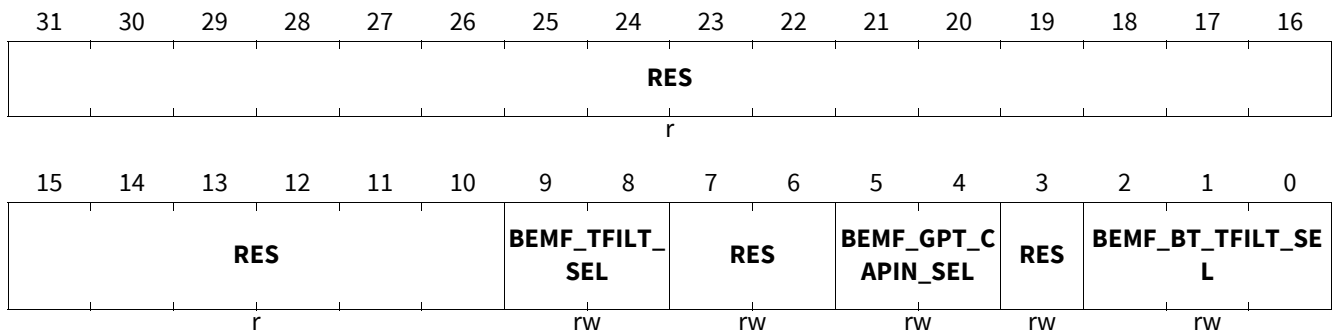 31 30 29 28 27 26 25 24 23 22 21 20 19 18 17 16
RES
r
15 14 13 12 11 10 9 8 7 6 5 4 3 2 1 0
RES BEMF_TFILT_ RES BEMF_GPT_C RES BEMF_BT_TFILT_SE
SEL APIN_SEL L
r rw rw rw rw rw